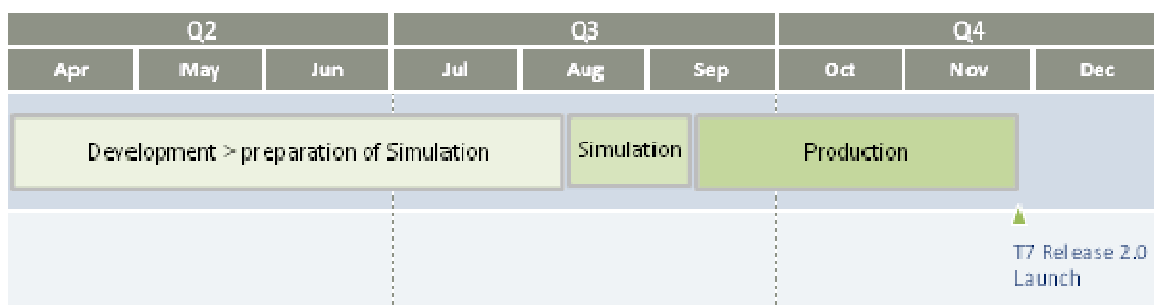 Q2 Q3 Q4
Apr May Jun Jul Aug Sep Oct Nov Dec
Development > preparation of Simulation Simulation Production
T7 Release 2.0
Launch